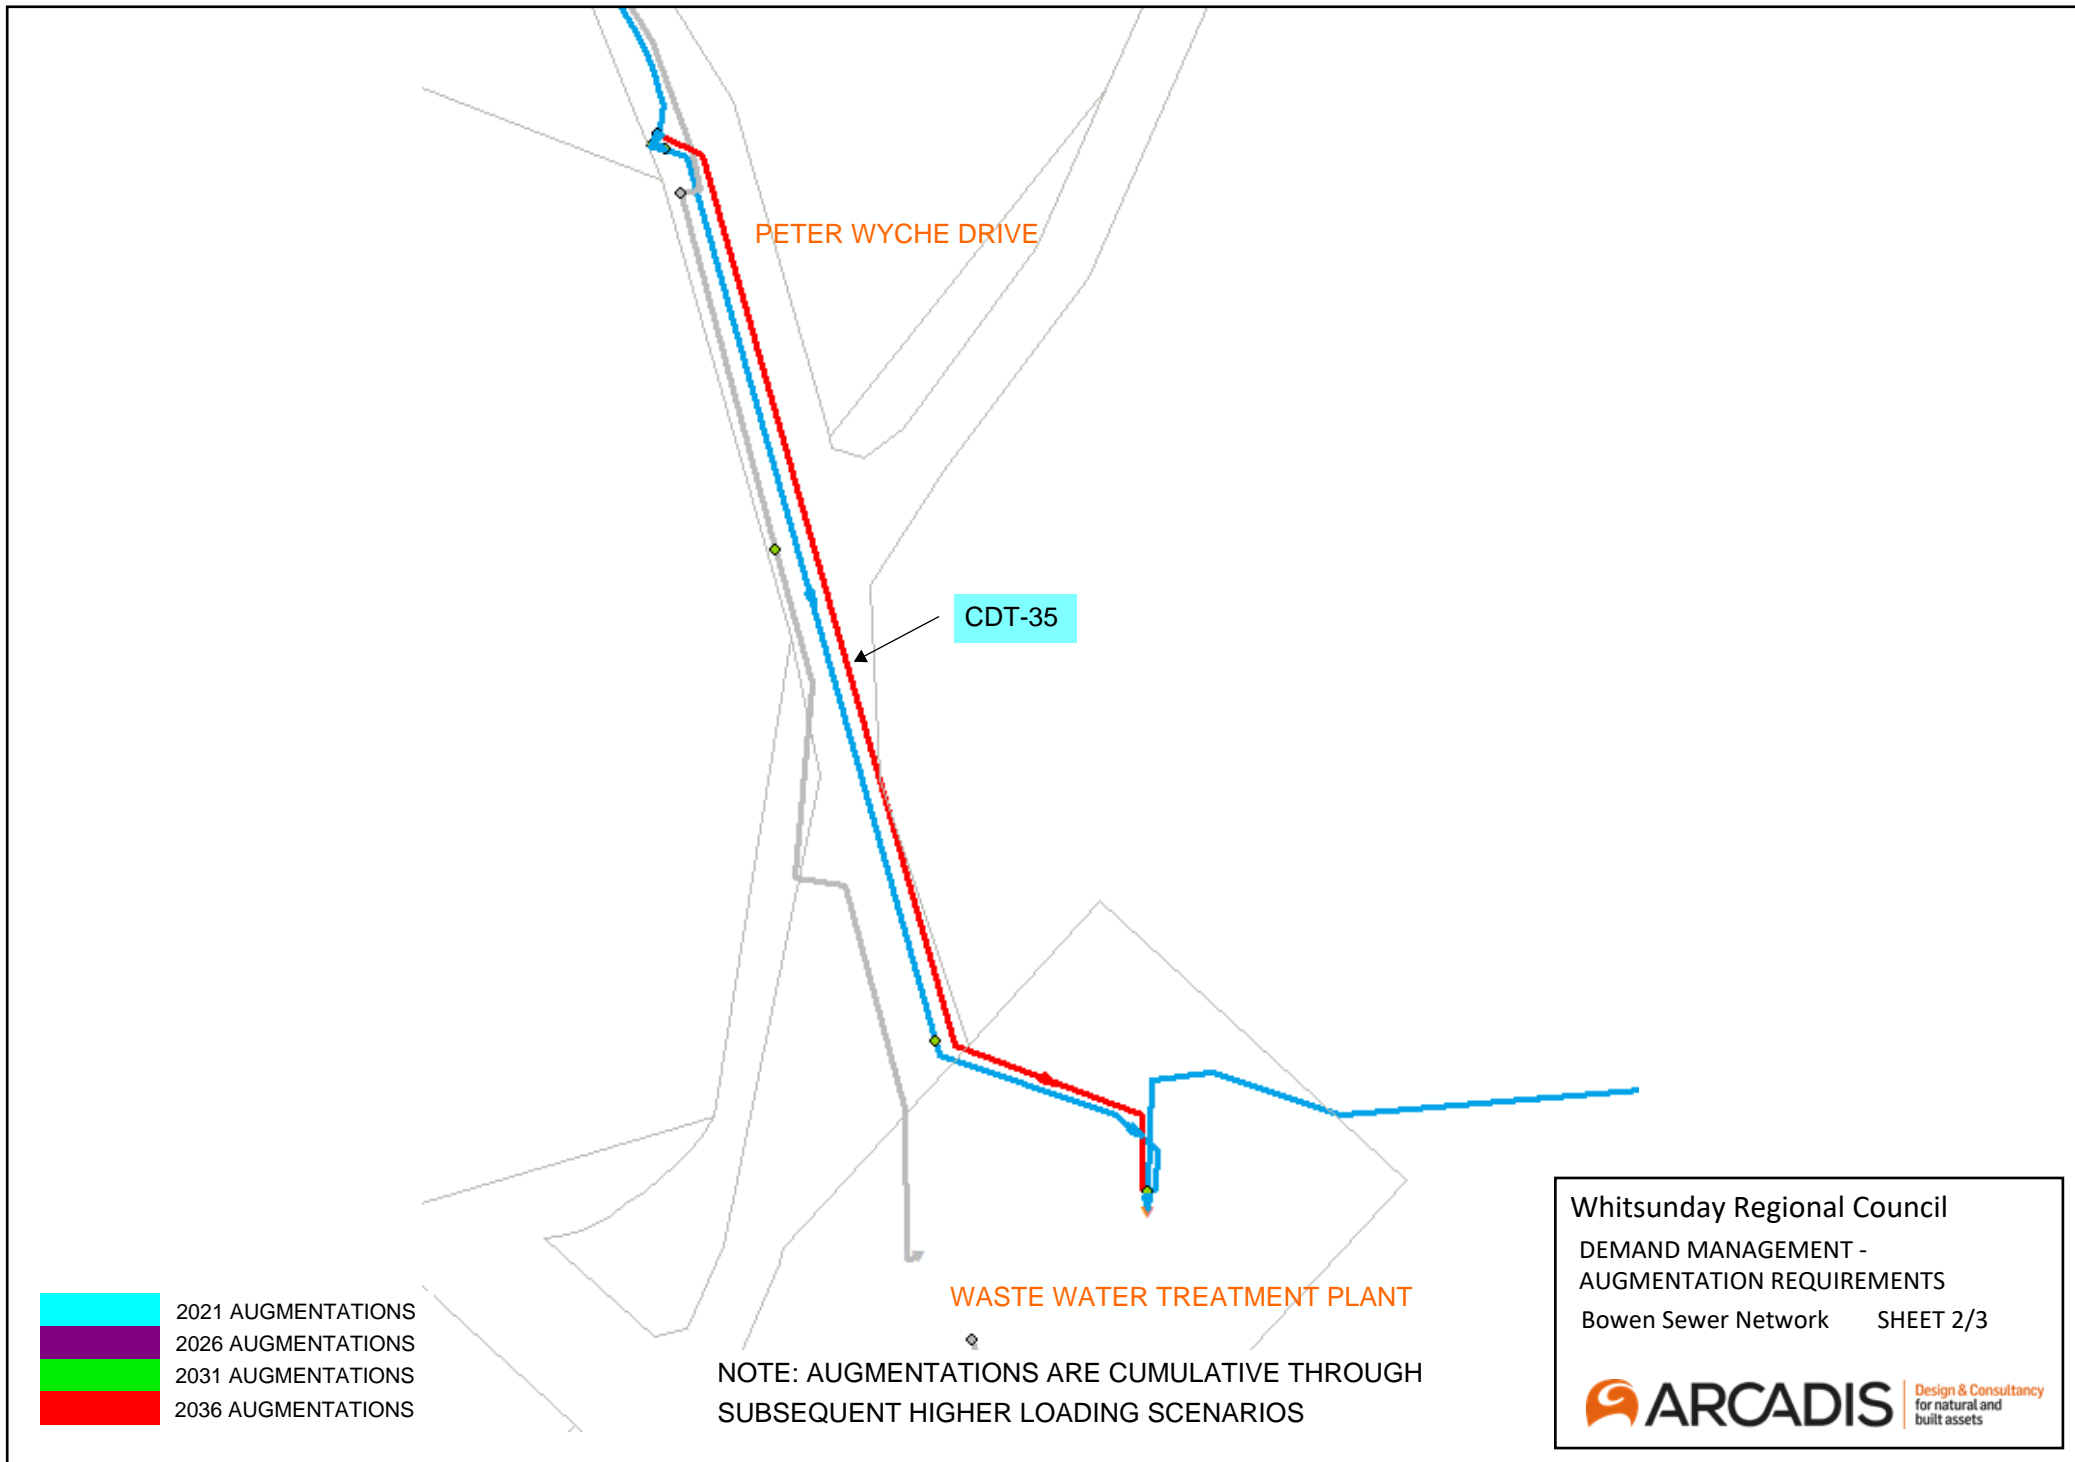 PETER WYCHE DRIVE
CDT-35
WASTE WATER TREATMENT PLANT
2021 AUGMENTATIONS
2026 AUGMENTATIONS
2031 AUGMENTATIONS
2036 AUGMENTATIONS
NOTE: AUGMENTATIONS ARE CUMULATIVE THROUGH
SUBSEQUENT HIGHER LOADING SCENARIOS
Whitsunday Regional Council
DEMAND MANAGEMENT -
AUGMENTATION REQUIREMENTS
Bowen Sewer Network SHEET 2/3
ARCADIS
Design & Consultancy
for natural and
built assets